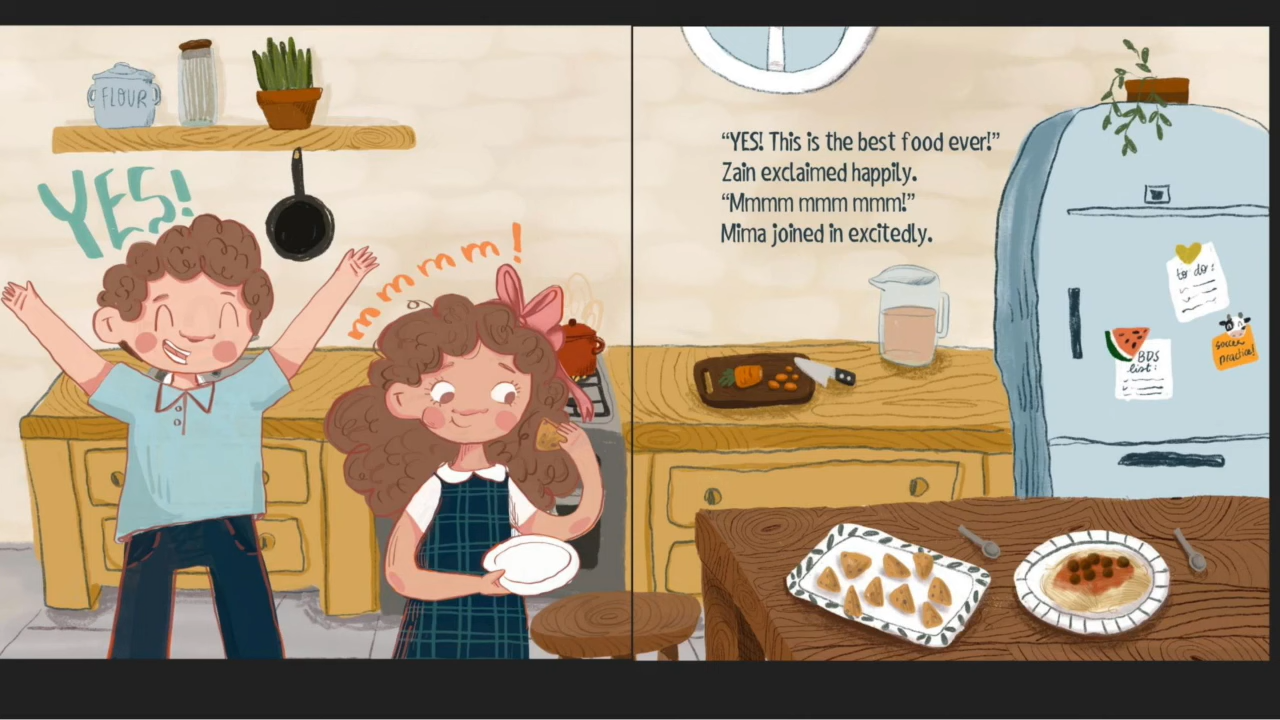 FLOUR
YES!
mmmm!
“YES! This is the best food ever!”
Zain exclaimed happily.
“Mmmm mmm mmm!”
Mima joined in excitedly.
to do:
BDS
list:
soccer
practice!